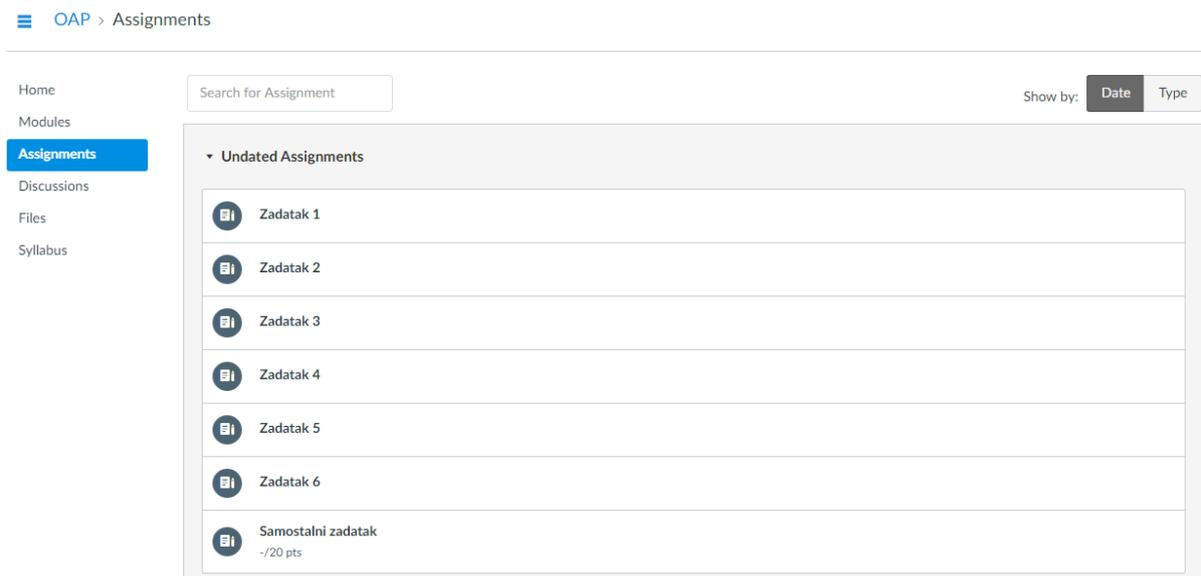 OAP > Assignments
Home
Modules
Assignments
Discussions
Files
Syllabus
Search for Assignment
Show by: Date Type
Undated Assignments
Zadatak 1
Zadatak 2
Zadatak 3
Zadatak 4
Zadatak 5
Zadatak 6
Samostalni zadatak
-/20 pts